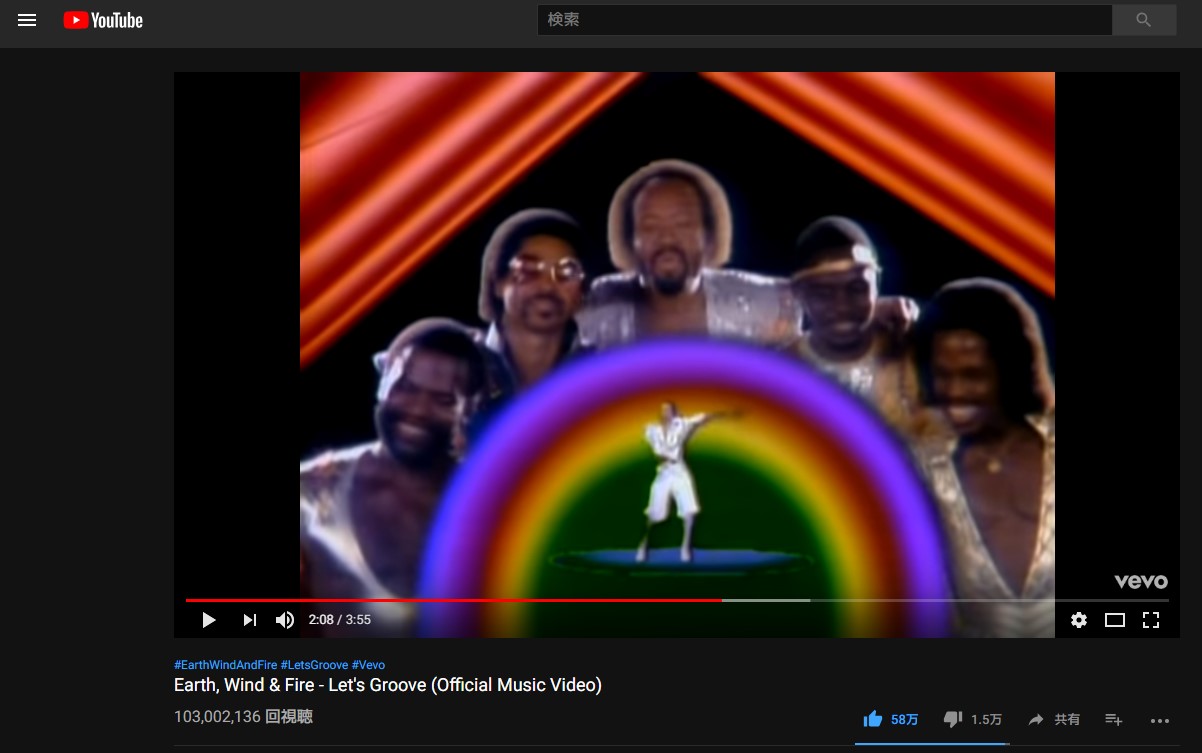 YouTube
検索
vevo
2:08 / 3:55
#EarthWindAndFire #LetsGroove #Vevo
Earth, Wind & Fire - Let's Groove (Official Music Video)
103,002,136 回視聴
58万 1.5万 共有